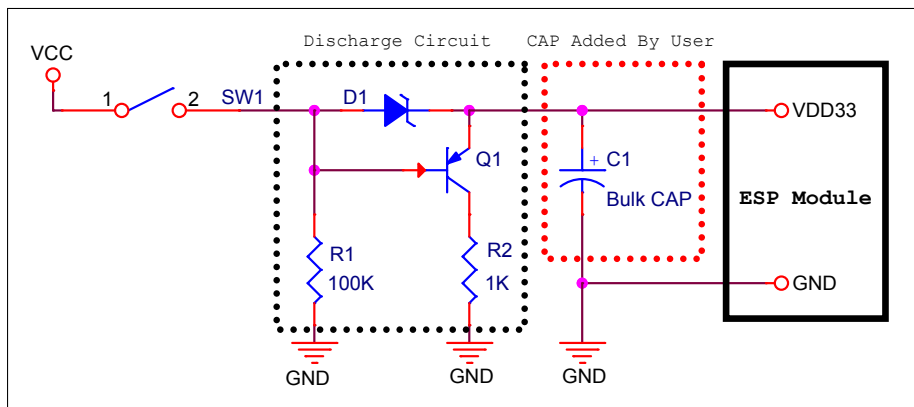 Discharge Circuit
CAP Added By User
VCC
1
2
SW1
D1
VDD33
Q1
+
C1
Bulk CAP
ESP Module
R1
100K
R2
1K
GND
GND
GND
GND